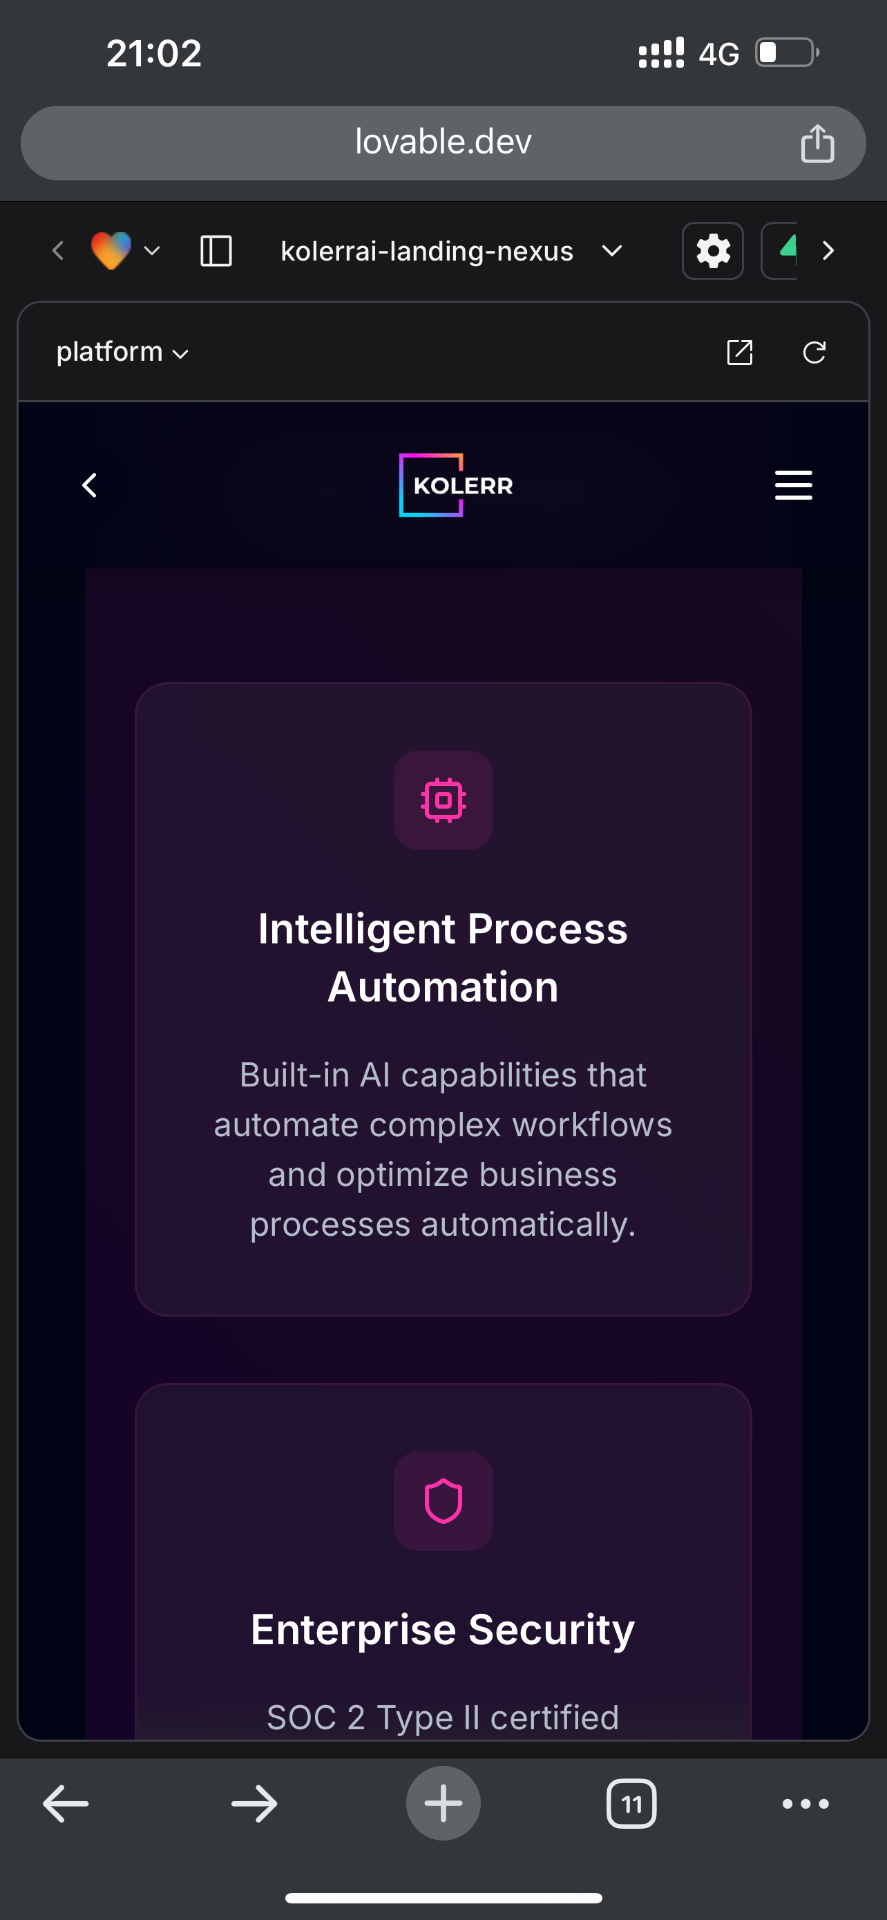 21:02
4G
lovable.dev
kolerrai-landing-nexus
platform
KOLERR
Intelligent Process
Automation
Built-in AI capabilities that
automate complex workflows
and optimize business
processes automatically.
Enterprise Security
SOC 2 Type II certified
11